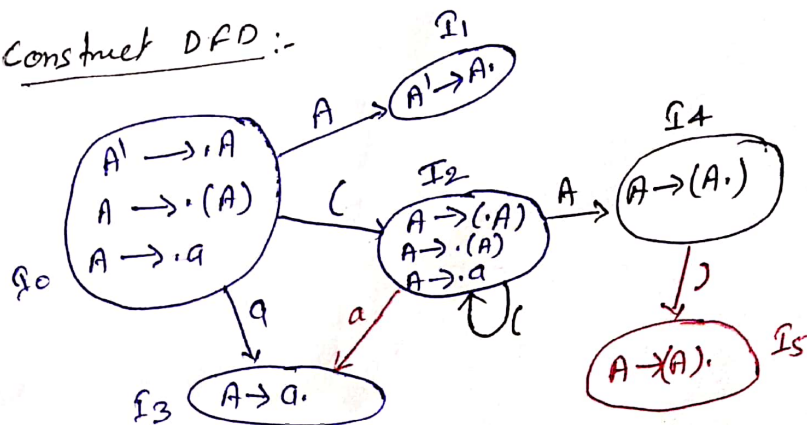 Construct DFD :-
I1
A' → A.
A
I0
A' → .A
A → .(A)
A → .a
(
I2
A → (.A)
A → .(A)
A → .a
(
A
I4
A → (A.)
)
I5
A → (A).
a
a
I3
A → a.